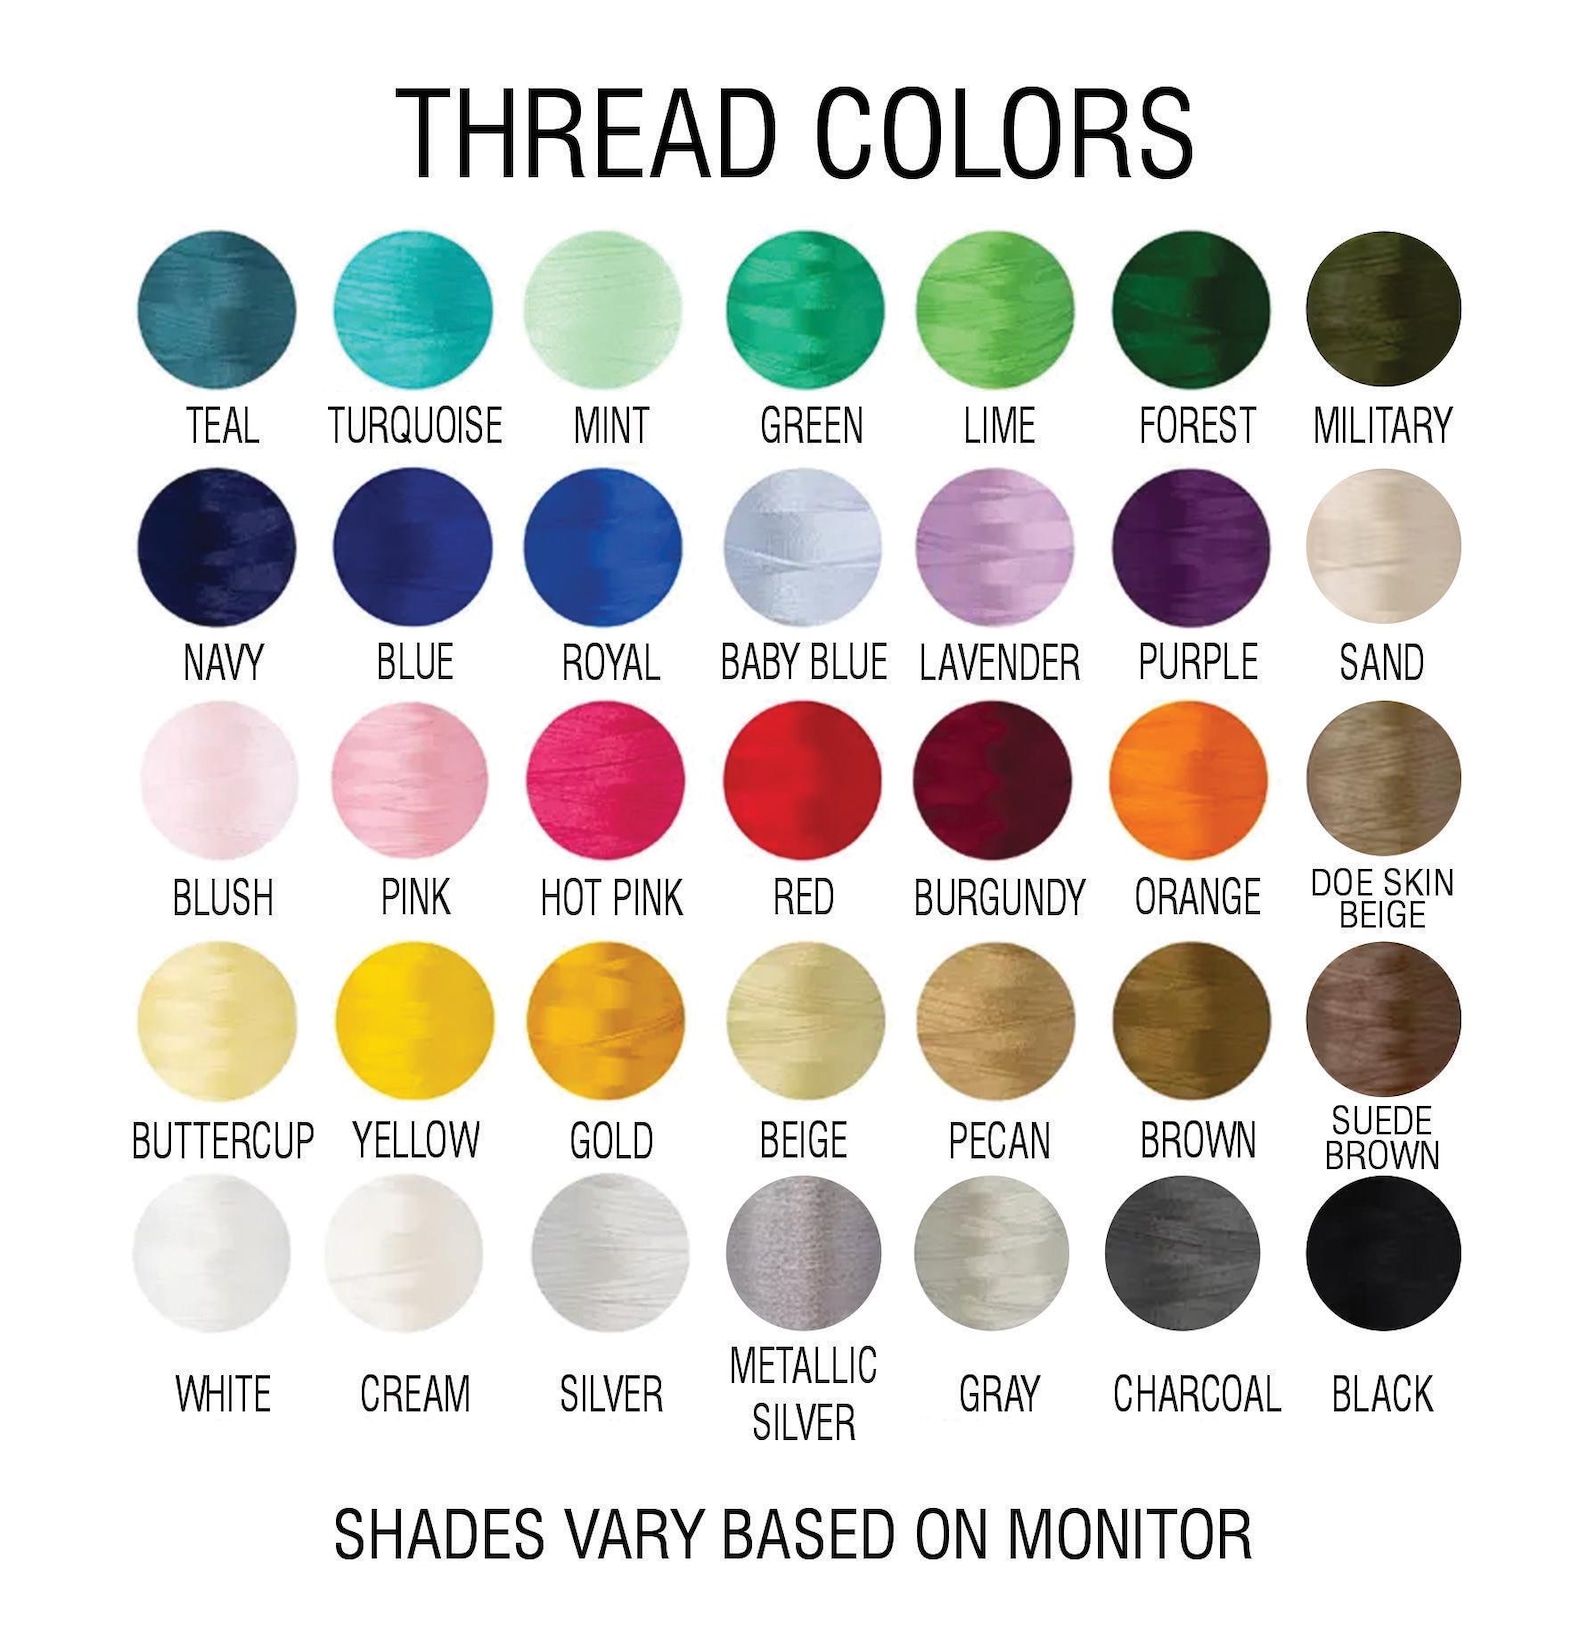 THREAD COLORS
TEAL TURQUOISE MINT GREEN LIME FOREST MILITARY
NAVY BLUE ROYAL BABY BLUE LAVENDER PURPLE SAND
BLUSH PINK HOT PINK RED BURGUNDY ORANGE DOE SKIN
BEIGE
BUTTERCUP YELLOW GOLD BEIGE PECAN BROWN SUEDE
BROWN
WHITE CREAM SILVER METALLIC
SILVER GRAY CHARCOAL BLACK
SHADES VARY BASED ON MONITOR